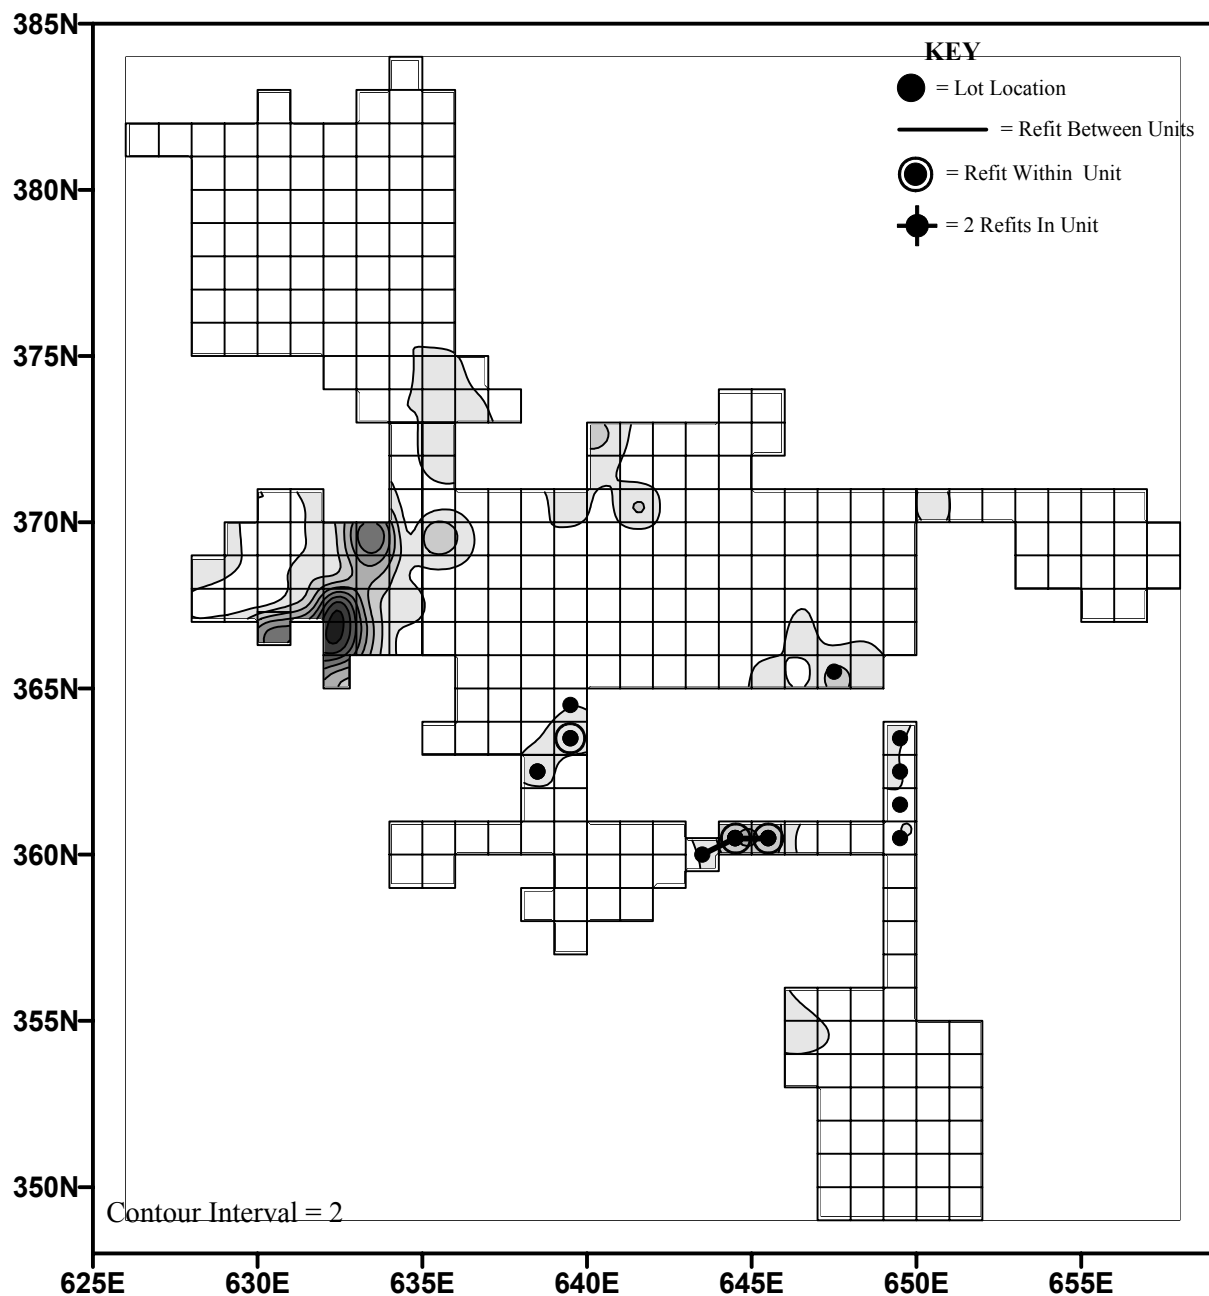 385N
KEY
= Lot Location
= Refit Between Units
= Refit Within Unit
= 2 Refits In Unit
380N
375N
370N
365N
360N
355N
350N
Contour Interval = 2
625E 630E 635E 640E 645E 650E 655E